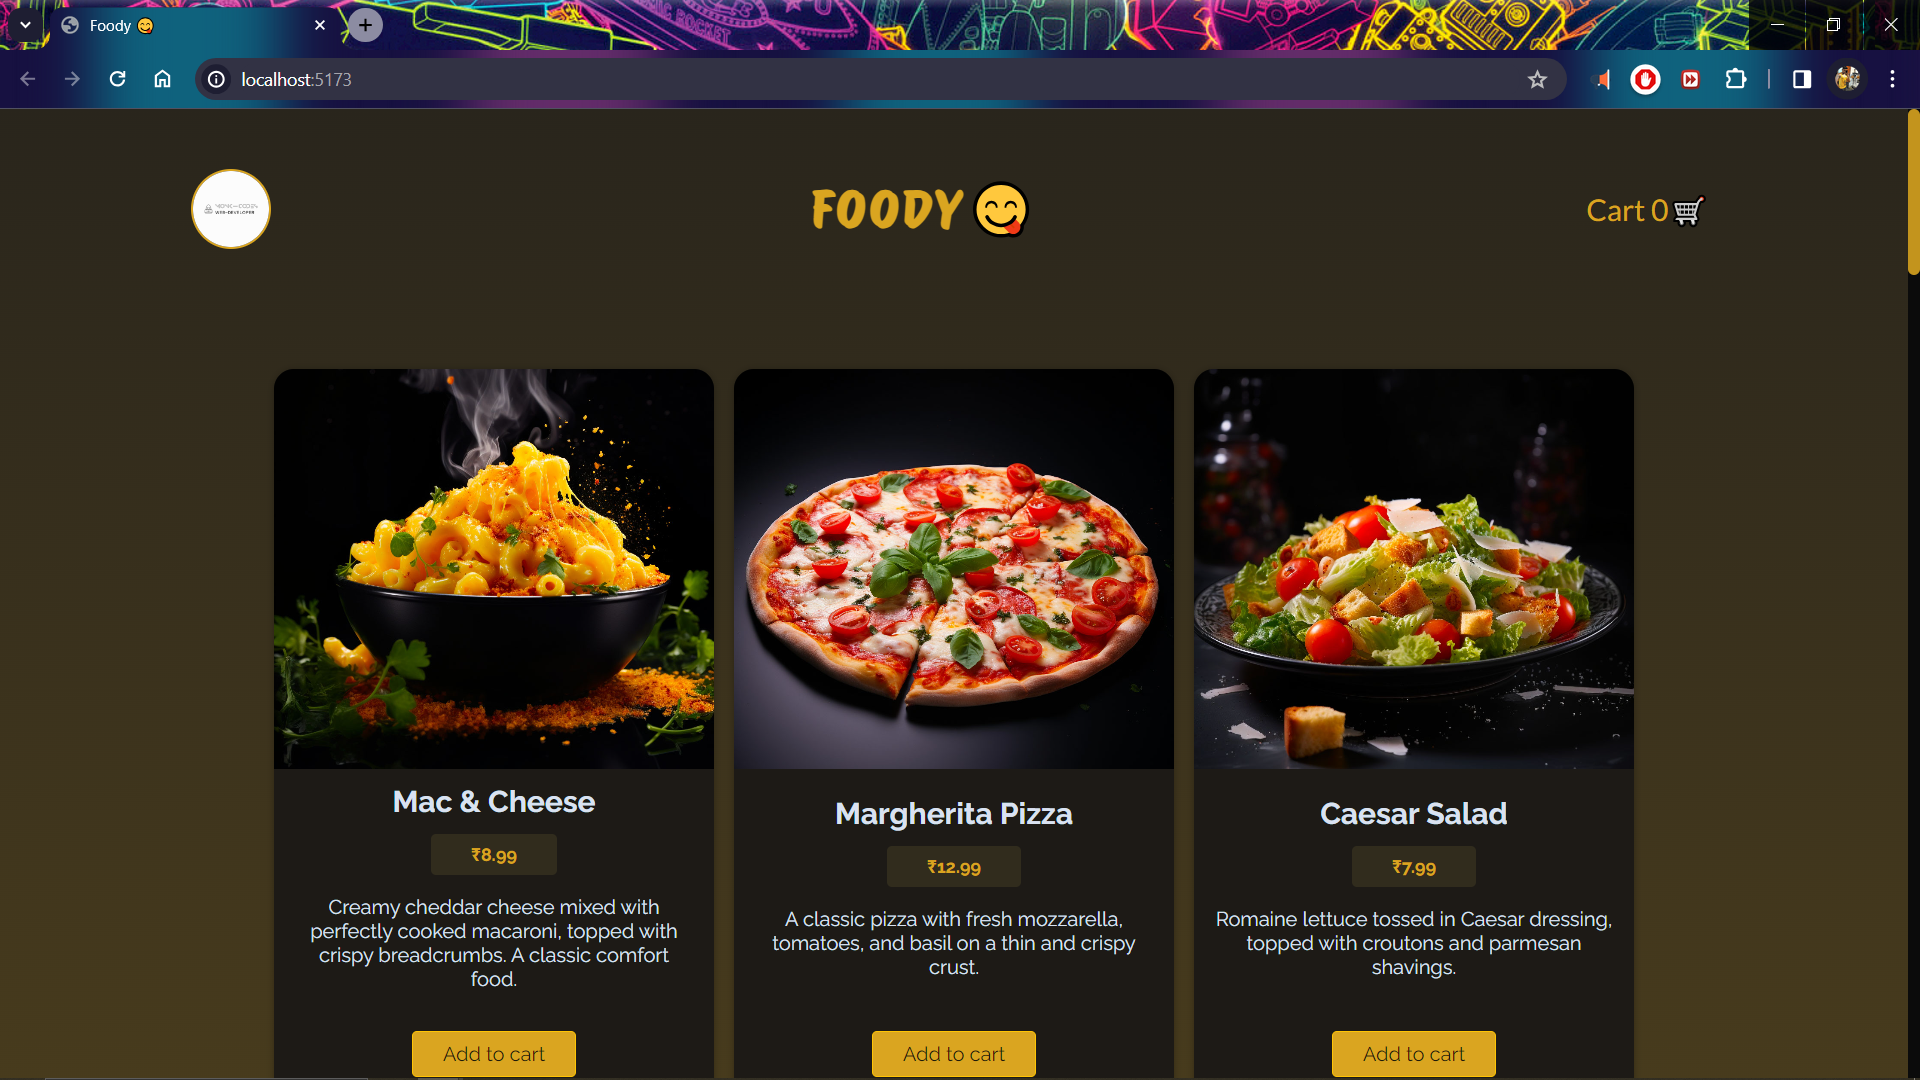 Foody 😋
localhost:5173
WEB-DEVELOPER
FOODY 😋
Cart 0🛒
Mac & Cheese
₹8.99
Creamy cheddar cheese mixed with
perfectly cooked macaroni, topped with
crispy breadcrumbs. A classic comfort
food.
Add to cart
Margherita Pizza
₹12.99
A classic pizza with fresh mozzarella,
tomatoes, and basil on a thin and crispy
crust.
Add to cart
Caesar Salad
₹7.99
Romaine lettuce tossed in Caesar dressing,
topped with croutons and parmesan
shavings.
Add to cart